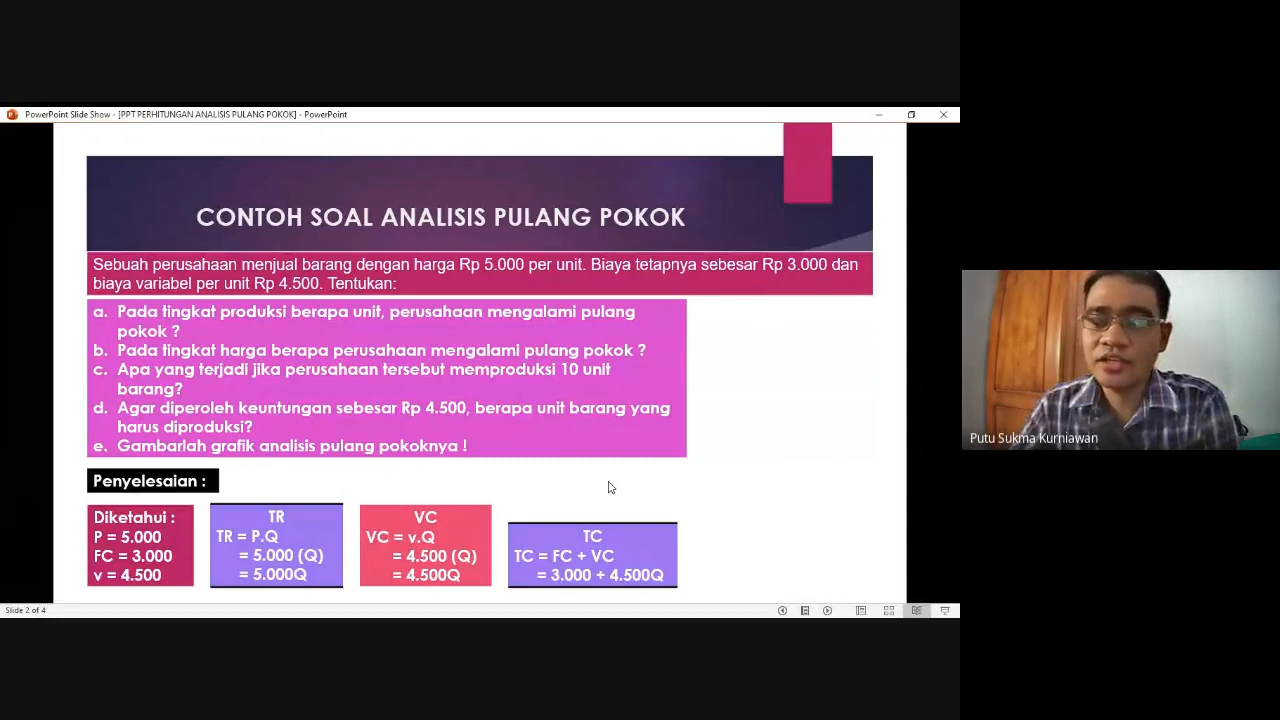 PowerPoint Slide Show - [PPT PERHITUNGAN ANALISIS PULANG POKOK] - PowerPoint
CONTOH SOAL ANALISIS PULANG POKOK
Sebuah perusahaan menjual barang dengan harga Rp 5.000 per unit. Biaya tetapnya sebesar Rp 3.000 dan
biaya variabel per unit Rp 4.500. Tentukan:
a. Pada tingkat produksi berapa unit, perusahaan mengalami pulang
pokok ?
b. Pada tingkat harga berapa perusahaan mengalami pulang pokok ?
c. Apa yang terjadi jika perusahaan tersebut memproduksi 10 unit
barang?
d. Agar diperoleh keuntungan sebesar Rp 4.500, berapa unit barang yang
harus diproduksi?
e. Gambarlah grafik analisis pulang pokoknya !
Penyelesaian :
Diketahui :
P = 5.000
FC = 3.000
v = 4.500
TR
TR = P.Q
= 5.000 (Q)
= 5.000Q
VC
VC = v.Q
= 4.500 (Q)
= 4.500Q
TC
TC = FC + VC
= 3.000 + 4.500Q
Slide 2 of 4
Putu Sukma Kurniawan